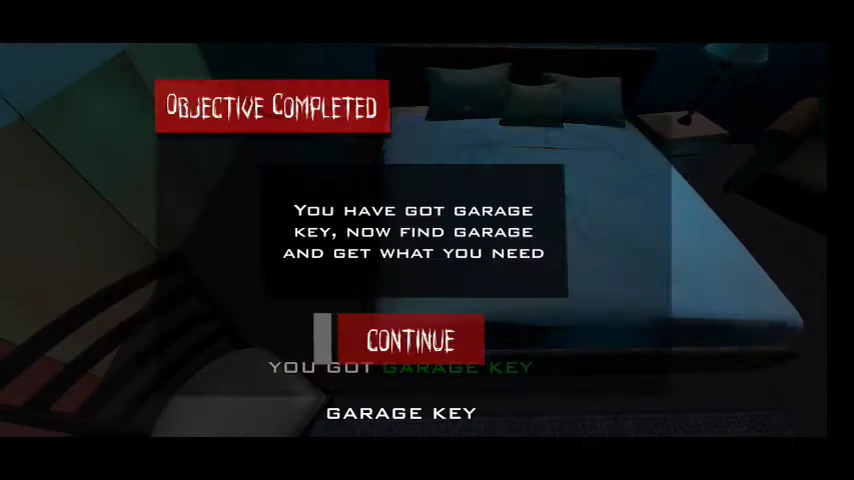 OBJECTIVE COMPLETED
YOU HAVE GOT GARAGE
KEY, NOW FIND GARAGE
AND GET WHAT YOU NEED
CONTINUE
YOU GOT GARAGE KEY
GARAGE KEY